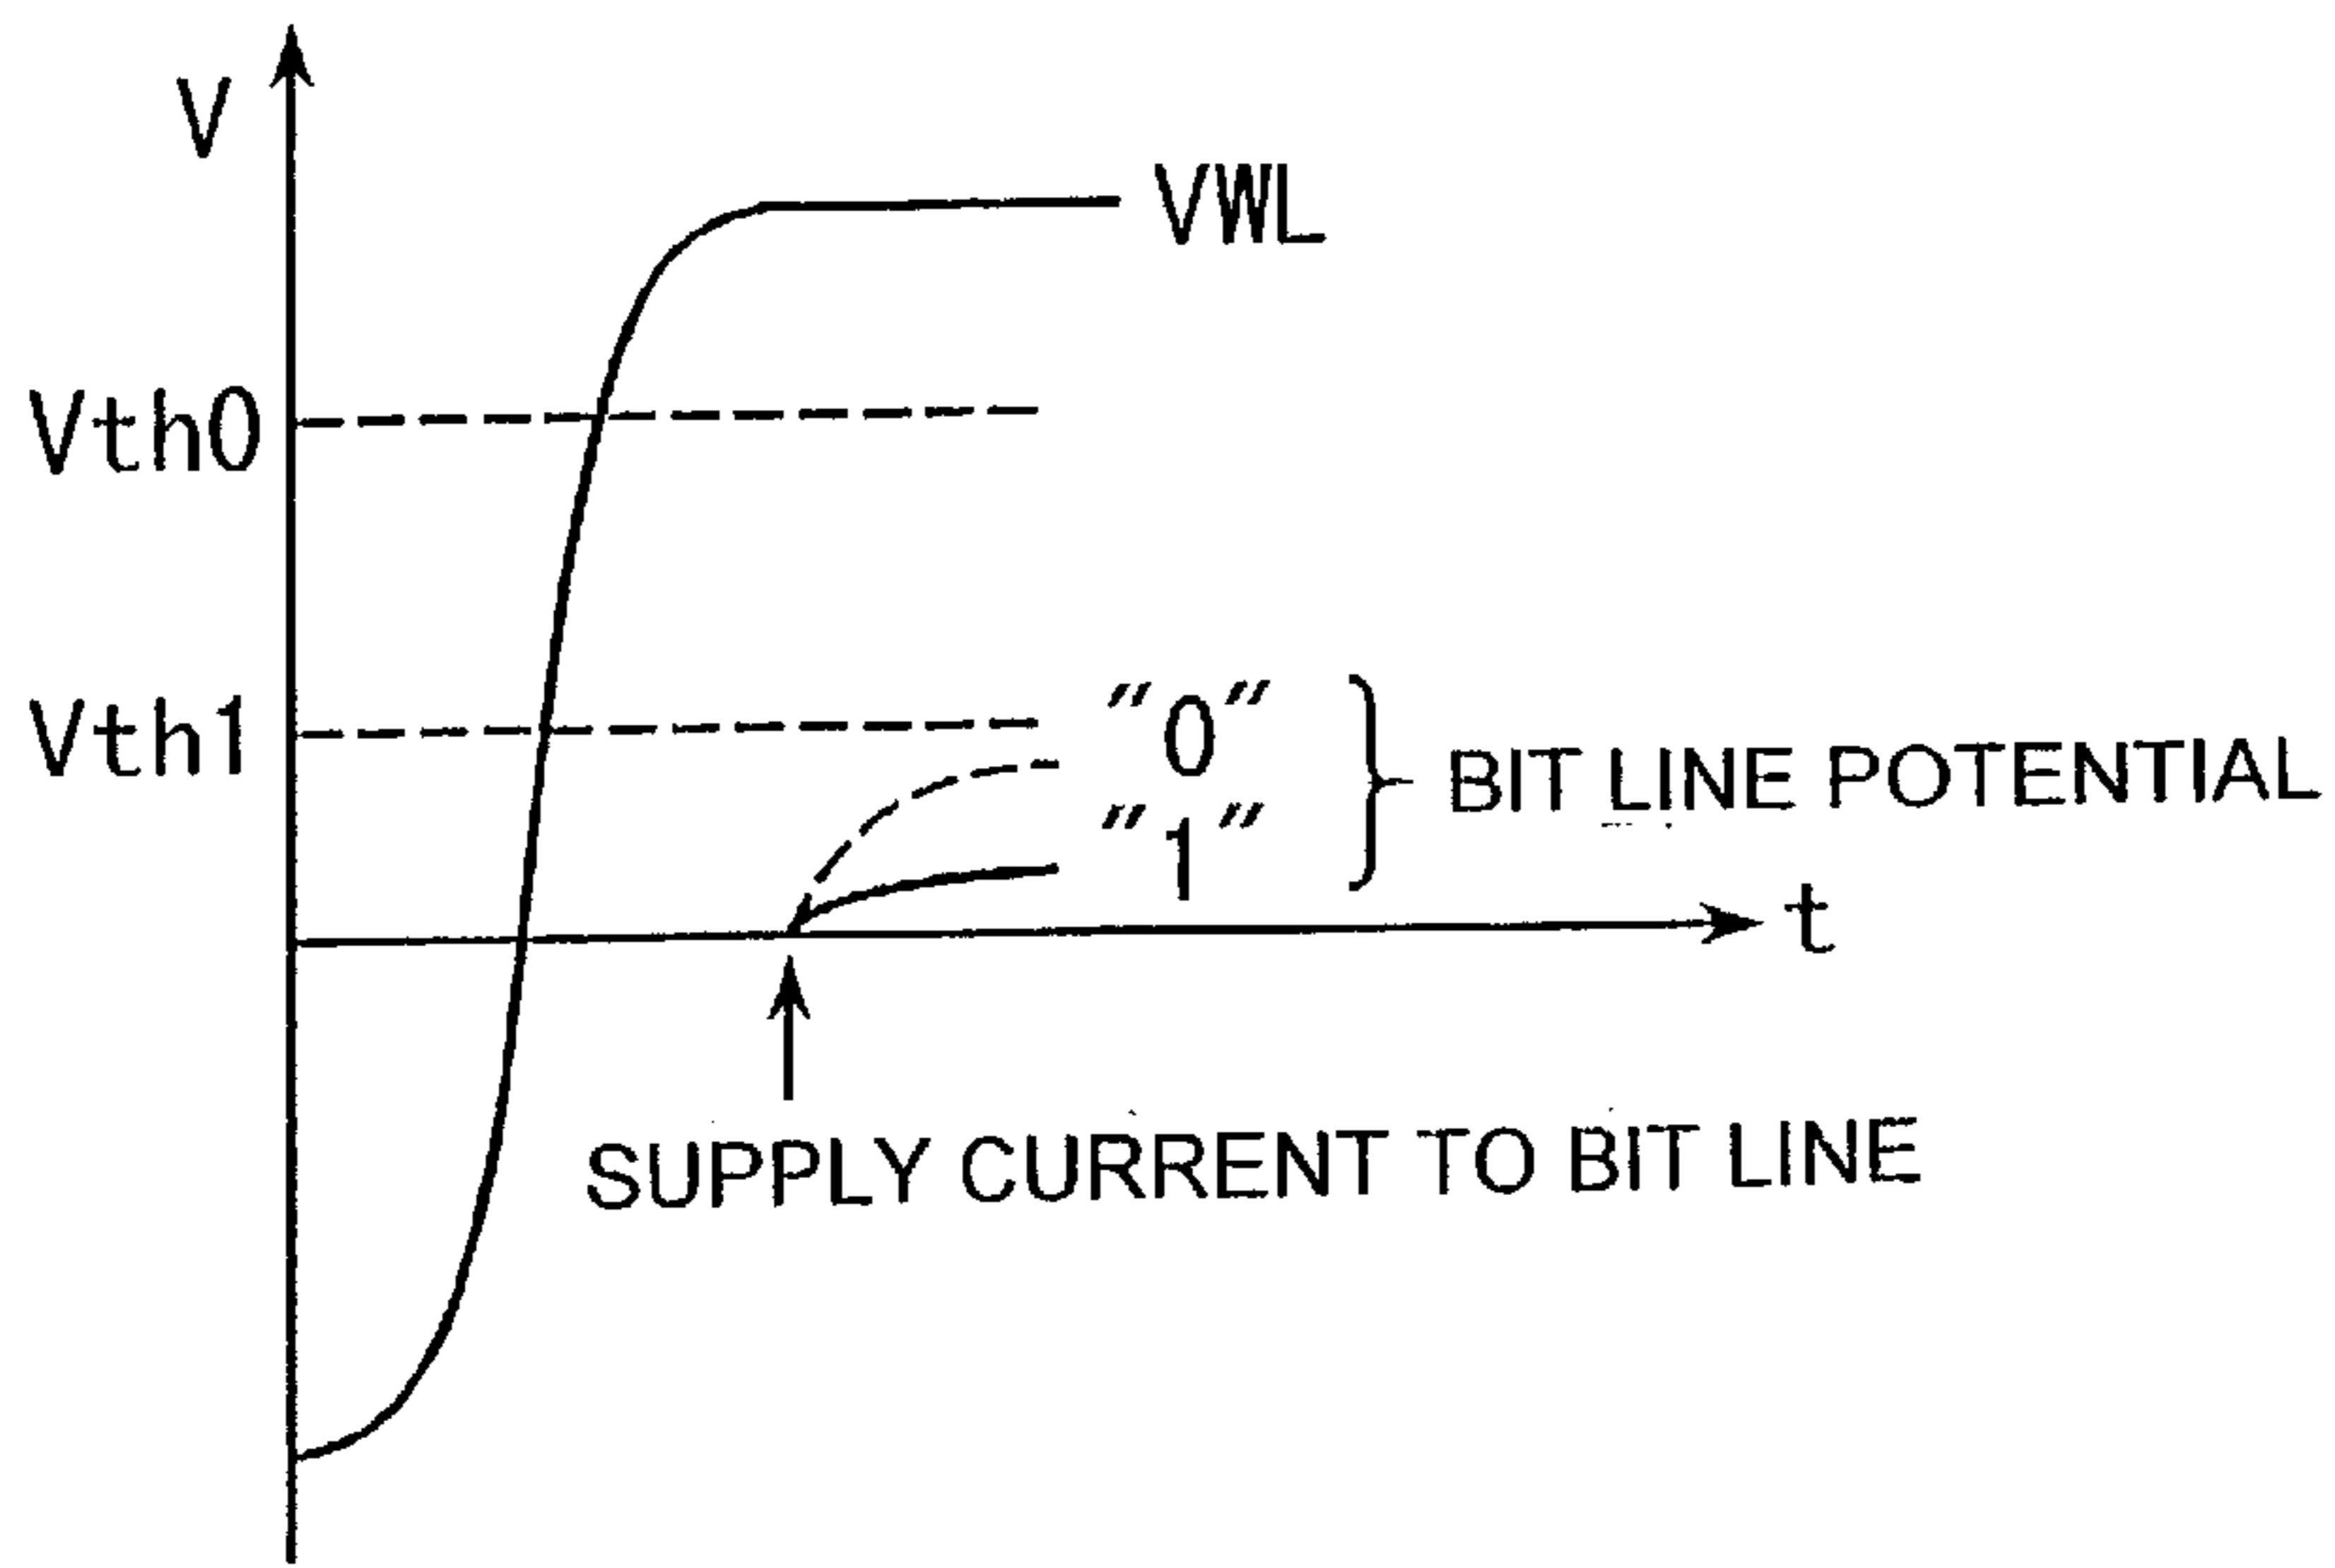 V
VWL
Vth0
Vth1
"0"
"1"
BIT LINE POTENTIAL
t
SUPPLY CURRENT TO BIT LINE